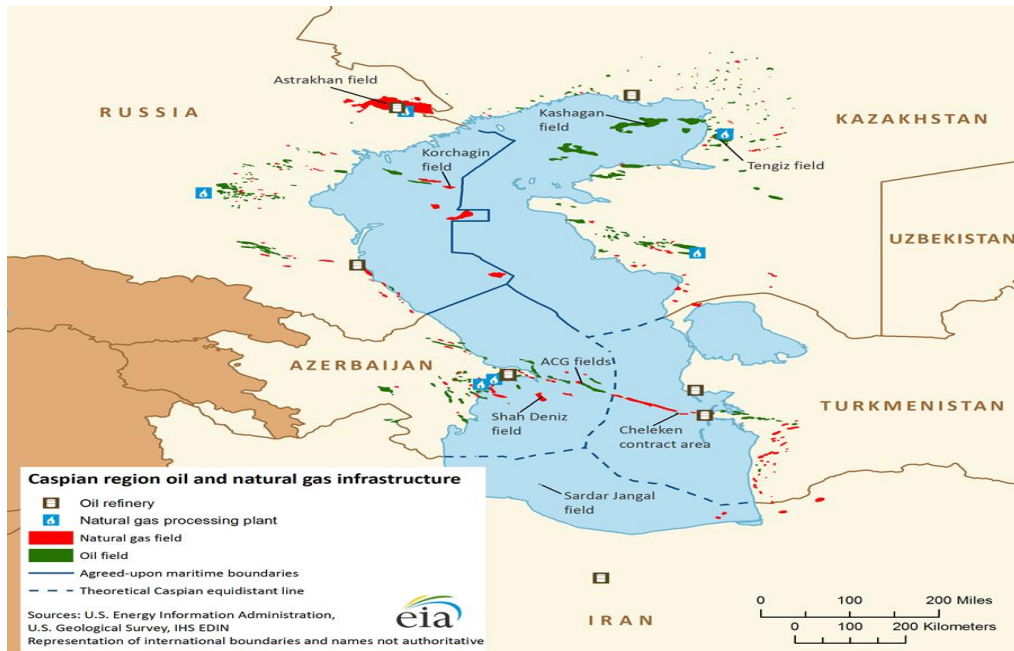 Astrakhan field
RUSSIA
Kashagan
field
KAZAKHSTAN
Korchagin
field
Tengiz field
UZBEKISTAN
AZERBAIJAN
ACG fields
Shah Deniz
field
Cheleken
contract area
TURKMENISTAN
Sardar Jangal
field
IRAN
Caspian region oil and natural gas infrastructure
Oil refinery
Natural gas processing plant
Natural gas field
Oil field
Agreed-upon maritime boundaries
Theoretical Caspian equidistant line
Sources: U.S. Energy Information Administration,
U.S. Geological Survey, IHS EDIN
Representation of international boundaries and names not authoritative
eia
0 100 200 Miles
0 100 200 Kilometers